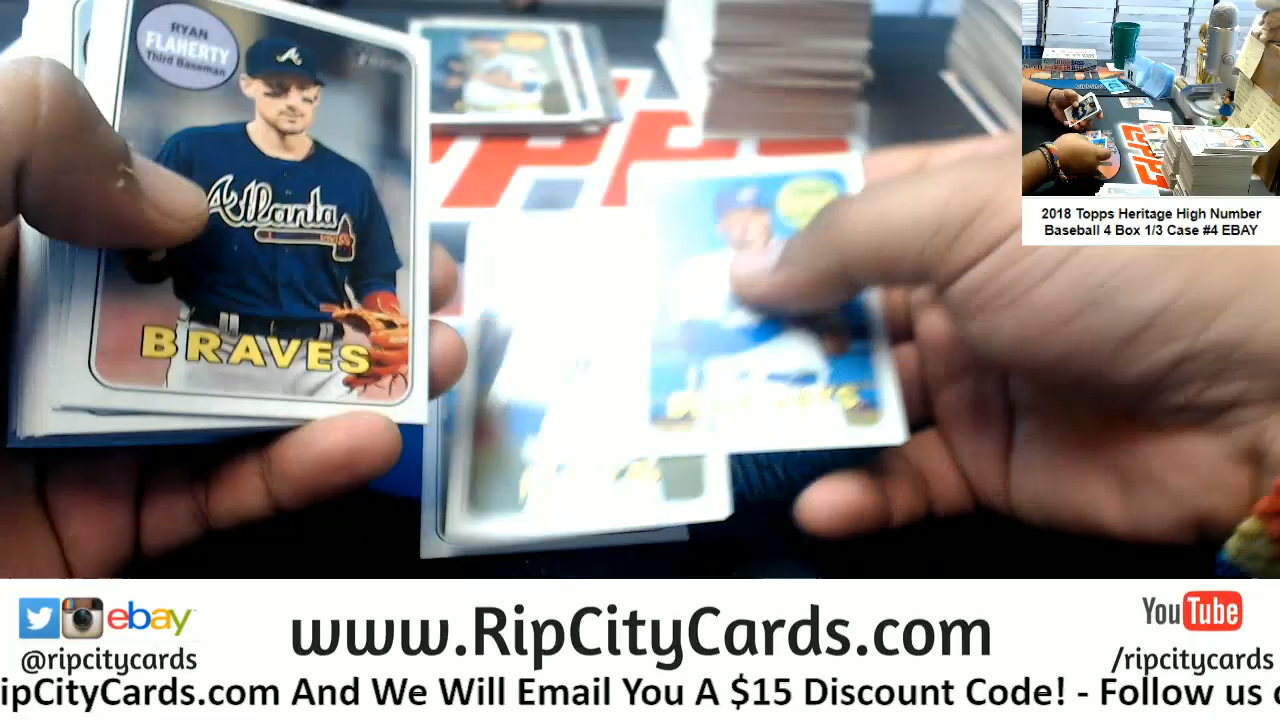 RYAN
FLAHERTY
Third Baseman
A
Atlanta
BRAVES
2018 Topps Heritage High Number
Baseball 4 Box 1/3 Case #4 EBAY
ebay
@ripcitycards
www.RipCityCards.com
YouTube
/ripcitycards
ipCityCards.com And We Will Email You A $15 Discount Code! - Follow us